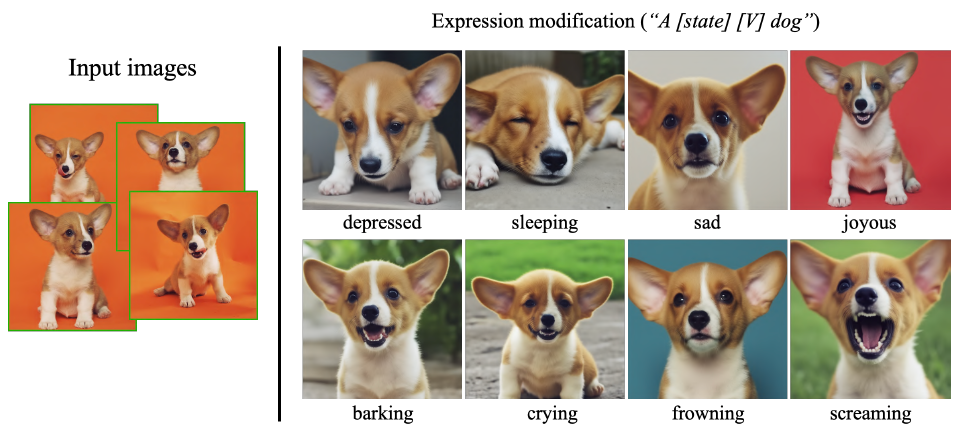 Expression modification (“A [state] [V] dog”)
Input images
depressed
sleeping
sad
joyous
barking
crying
frowning
screaming